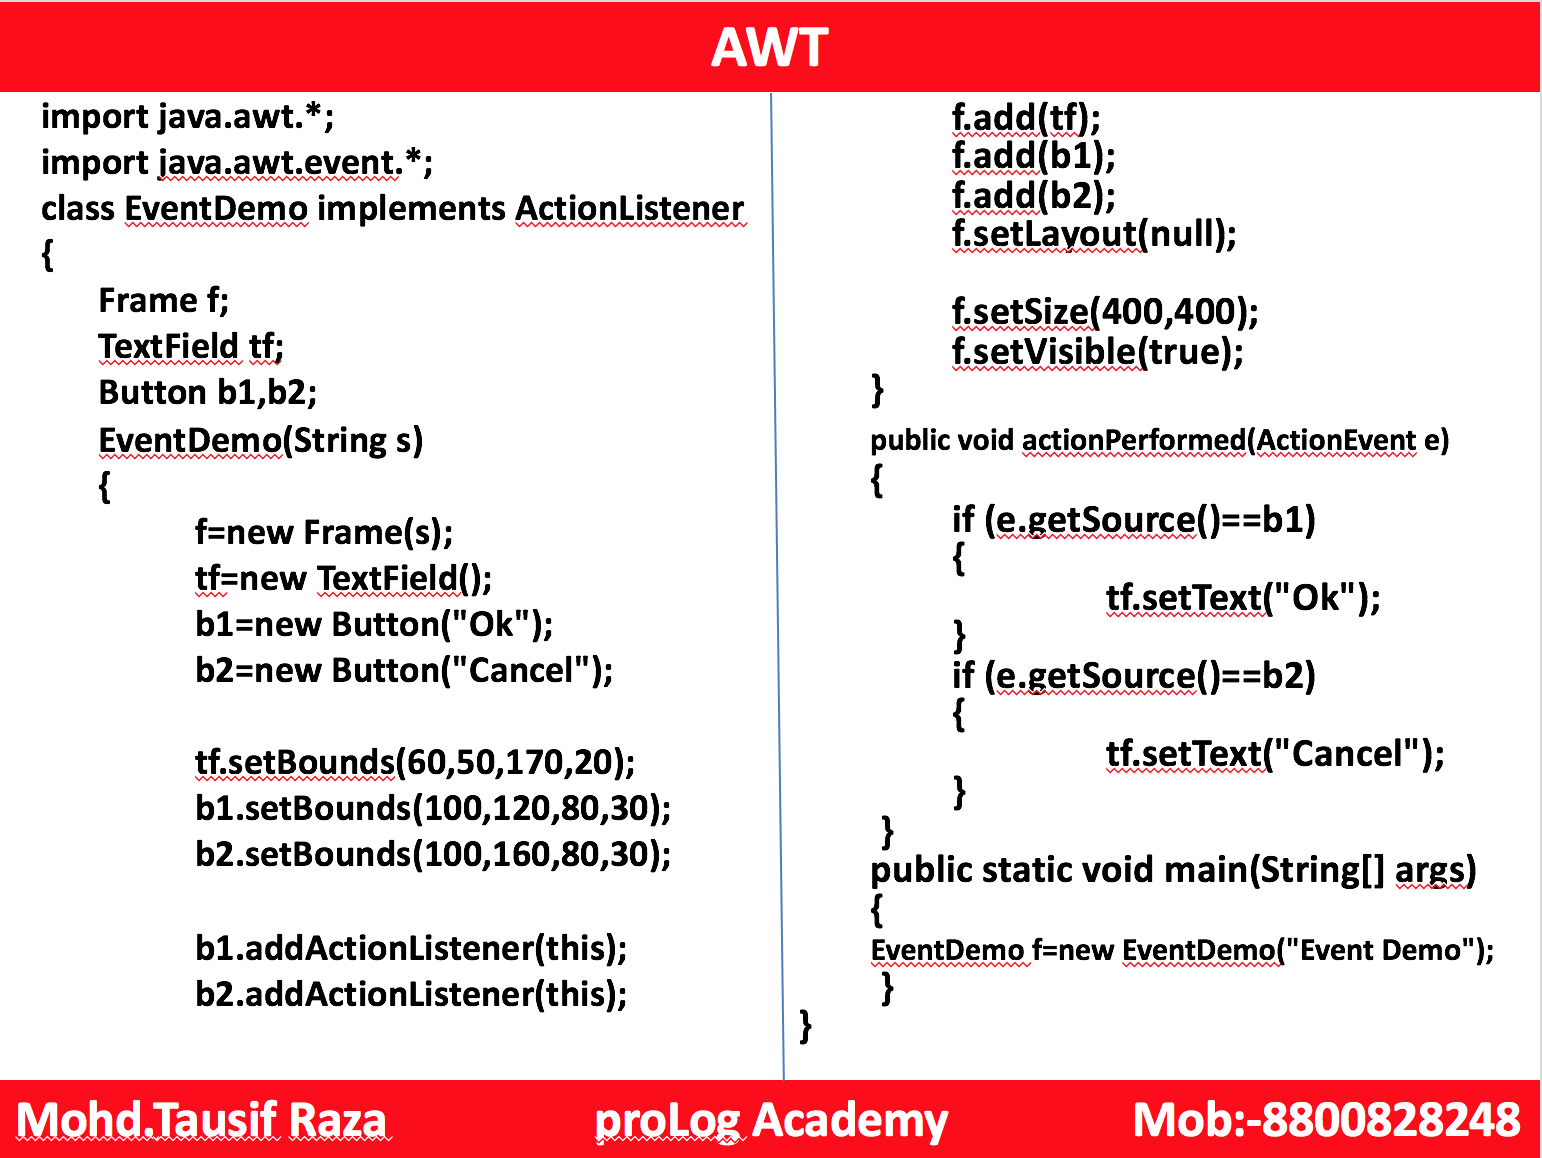 AWT
import java.awt.*;
import java.awt.event.*;
class EventDemo implements ActionListener
{
Frame f;
TextField tf;
Button b1,b2;
EventDemo(String s)
{
f=new Frame(s);
tf=new TextField();
b1=new Button("Ok");
b2=new Button("Cancel");
tf.setBounds(60,50,170,20);
b1.setBounds(100,120,80,30);
b2.setBounds(100,160,80,30);
b1.addActionListener(this);
b2.addActionListener(this);
f.add(tf);
f.add(b1);
f.add(b2);
f.setLayout(null);
f.setSize(400,400);
f.setVisible(true);
}
public void actionPerformed(ActionEvent e)
{
if (e.getSource()==b1)
{
tf.setText("Ok");
}
if (e.getSource()==b2)
{
tf.setText("Cancel");
}
}
public static void main(String[] args)
{
EventDemo f=new EventDemo("Event Demo");
}
}
Mohd.Tausif Raza proLog Academy Mob:-8800828248